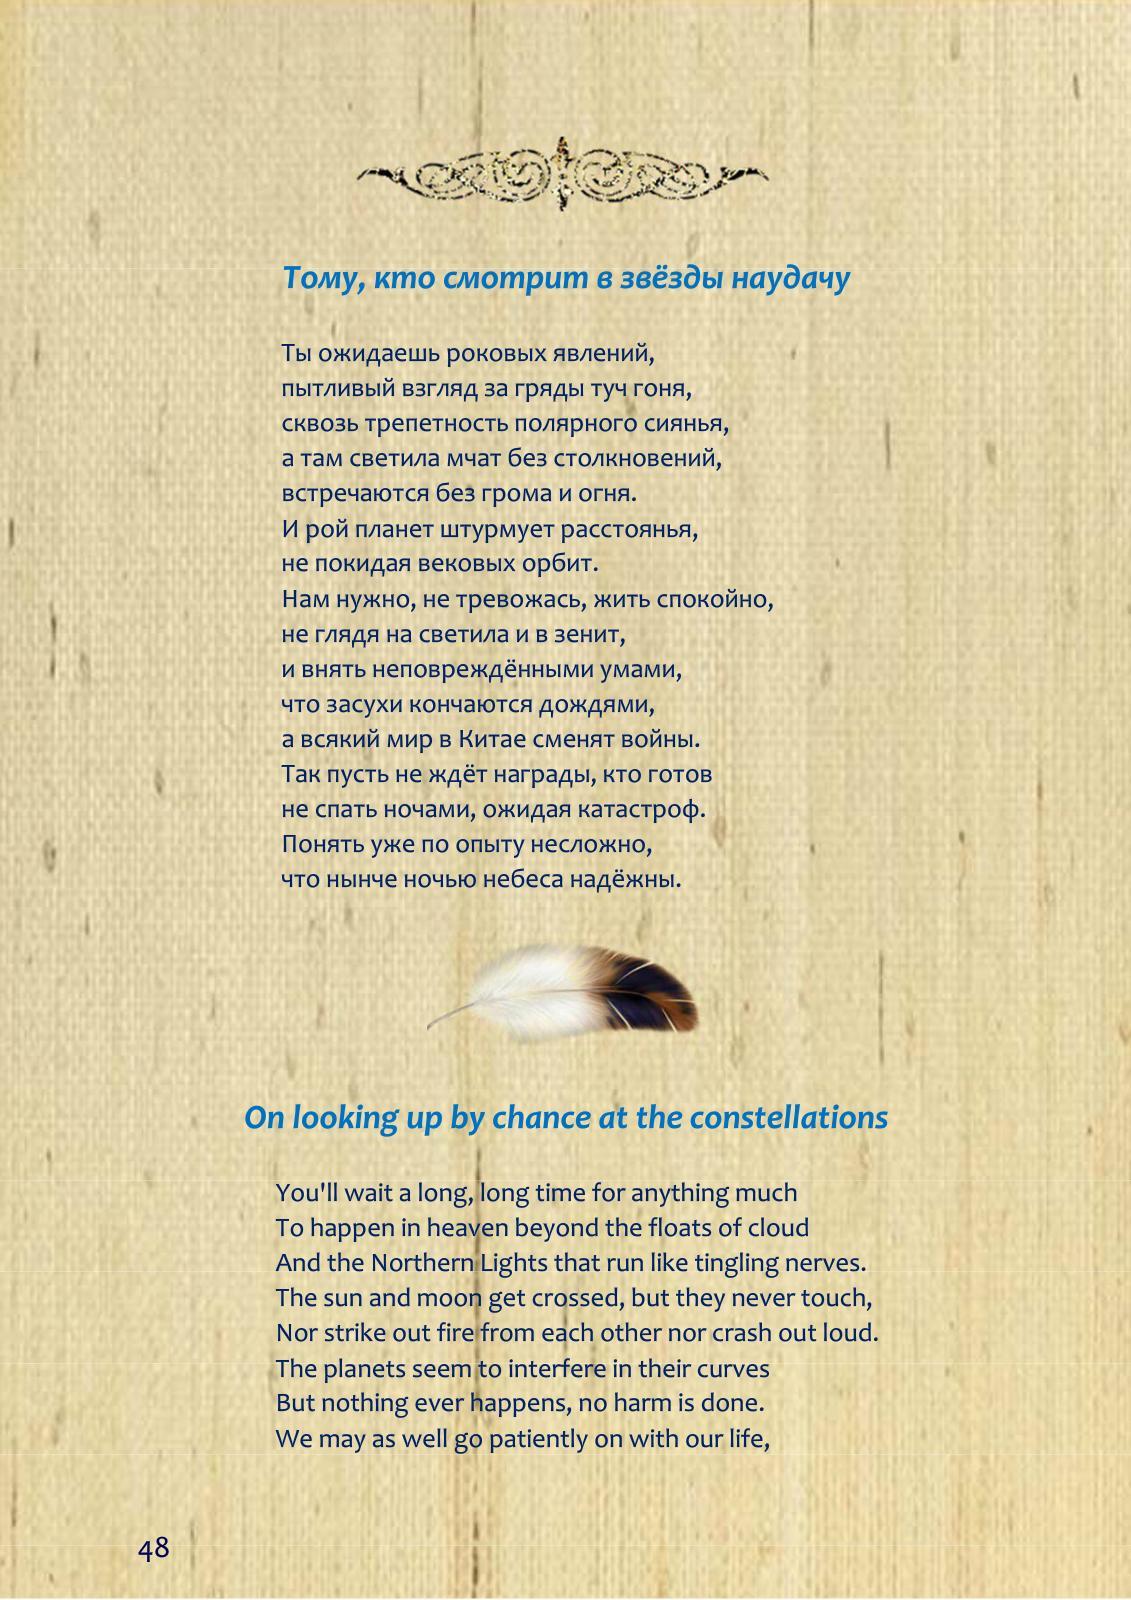 Тому, кто смотрит в звёзды наудачу
Ты ожидаешь роковых явлений,
пытливый взгляд за гряды туч гоня,
сквозь трепетность полярного сиянья,
а там светила мчат без столкновений,
встречаются без грома и огня.
И рой планет штурмует расстоянья,
не покидая вековых орбит.
Нам нужно, не тревожась, жить спокойно,
не глядя на светила и в зенит,
и внять неповреждёнными умами,
что засухи кончаются дождями,
а всякий мир в Китае сменят войны.
Так пусть не ждёт награды, кто готов
не спать ночами, ожидая катастроф.
Понять уже по опыту несложно,
что нынче ночью небеса надёжны.
On looking up by chance at the constellations
You'll wait a long, long time for anything much
To happen in heaven beyond the floats of cloud
And the Northern Lights that run like tingling nerves.
The sun and moon get crossed, but they never touch,
Nor strike out fire from each other nor crash out loud.
The planets seem to interfere in their curves
But nothing ever happens, no harm is done.
We may as well go patiently on with our life,
48